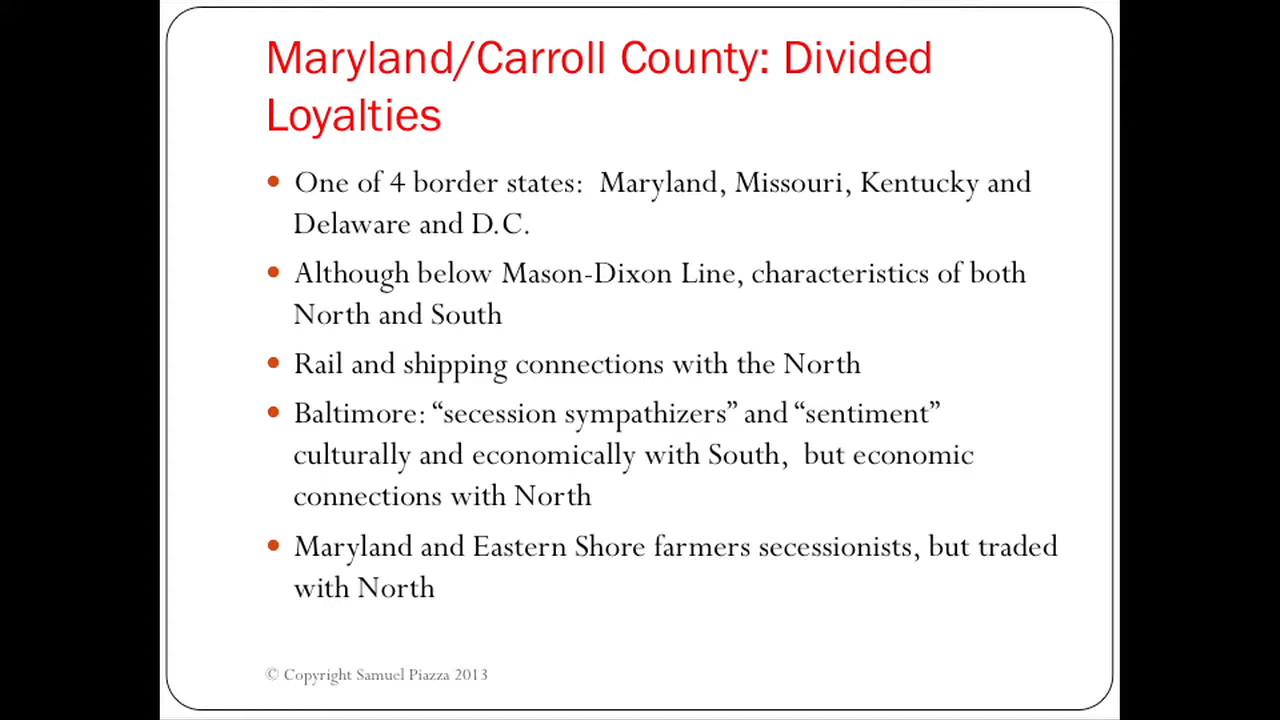 Maryland/Carroll County: Divided
Loyalties
• One of 4 border states:  Maryland, Missouri, Kentucky and
Delaware and D.C.
• Although below Mason-Dixon Line, characteristics of both
North and South
• Rail and shipping connections with the North
• Baltimore: “secession sympathizers” and “sentiment”
culturally and economically with South,  but economic
connections with North
• Maryland and Eastern Shore farmers secessionists, but traded
with North
© Copyright Samuel Piazza 2013